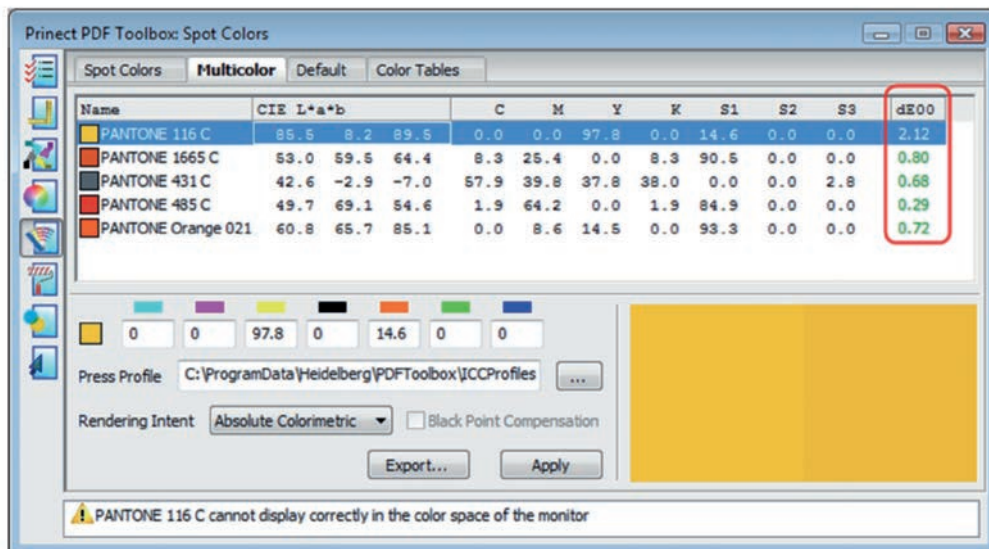 Prinect PDF Toolbox: Spot Colors
Spot Colors Multicolor Default Color Tables
Name CIE L*a*b C M Y K S1 S2 S3 dE00
PANTONE 116 C 85.5 8.2 89.5 0.0 0.0 97.8 0.0 14.6 0.0 0.0 2.12
PANTONE 1665 C 53.0 59.5 64.4 8.3 25.4 0.0 8.3 90.5 0.0 0.0 0.80
PANTONE 431 C 42.6 -2.9 -7.0 57.9 39.8 37.8 38.0 0.0 0.0 2.8 0.68
PANTONE 485 C 49.7 69.1 54.6 1.9 64.2 0.0 1.9 84.9 0.0 0.0 0.29
PANTONE Orange 021 60.8 65.7 85.1 0.0 8.6 14.5 0.0 93.3 0.0 0.0 0.72
0 0 97.8 0 14.6 0 0
Press Profile C:\ProgramData\Heidelberg\PDFToolbox\ICCProfiles ...
Rendering Intent Absolute Colorimetric Black Point Compensation
Export... Apply
PANTONE 116 C cannot display correctly in the color space of the monitor